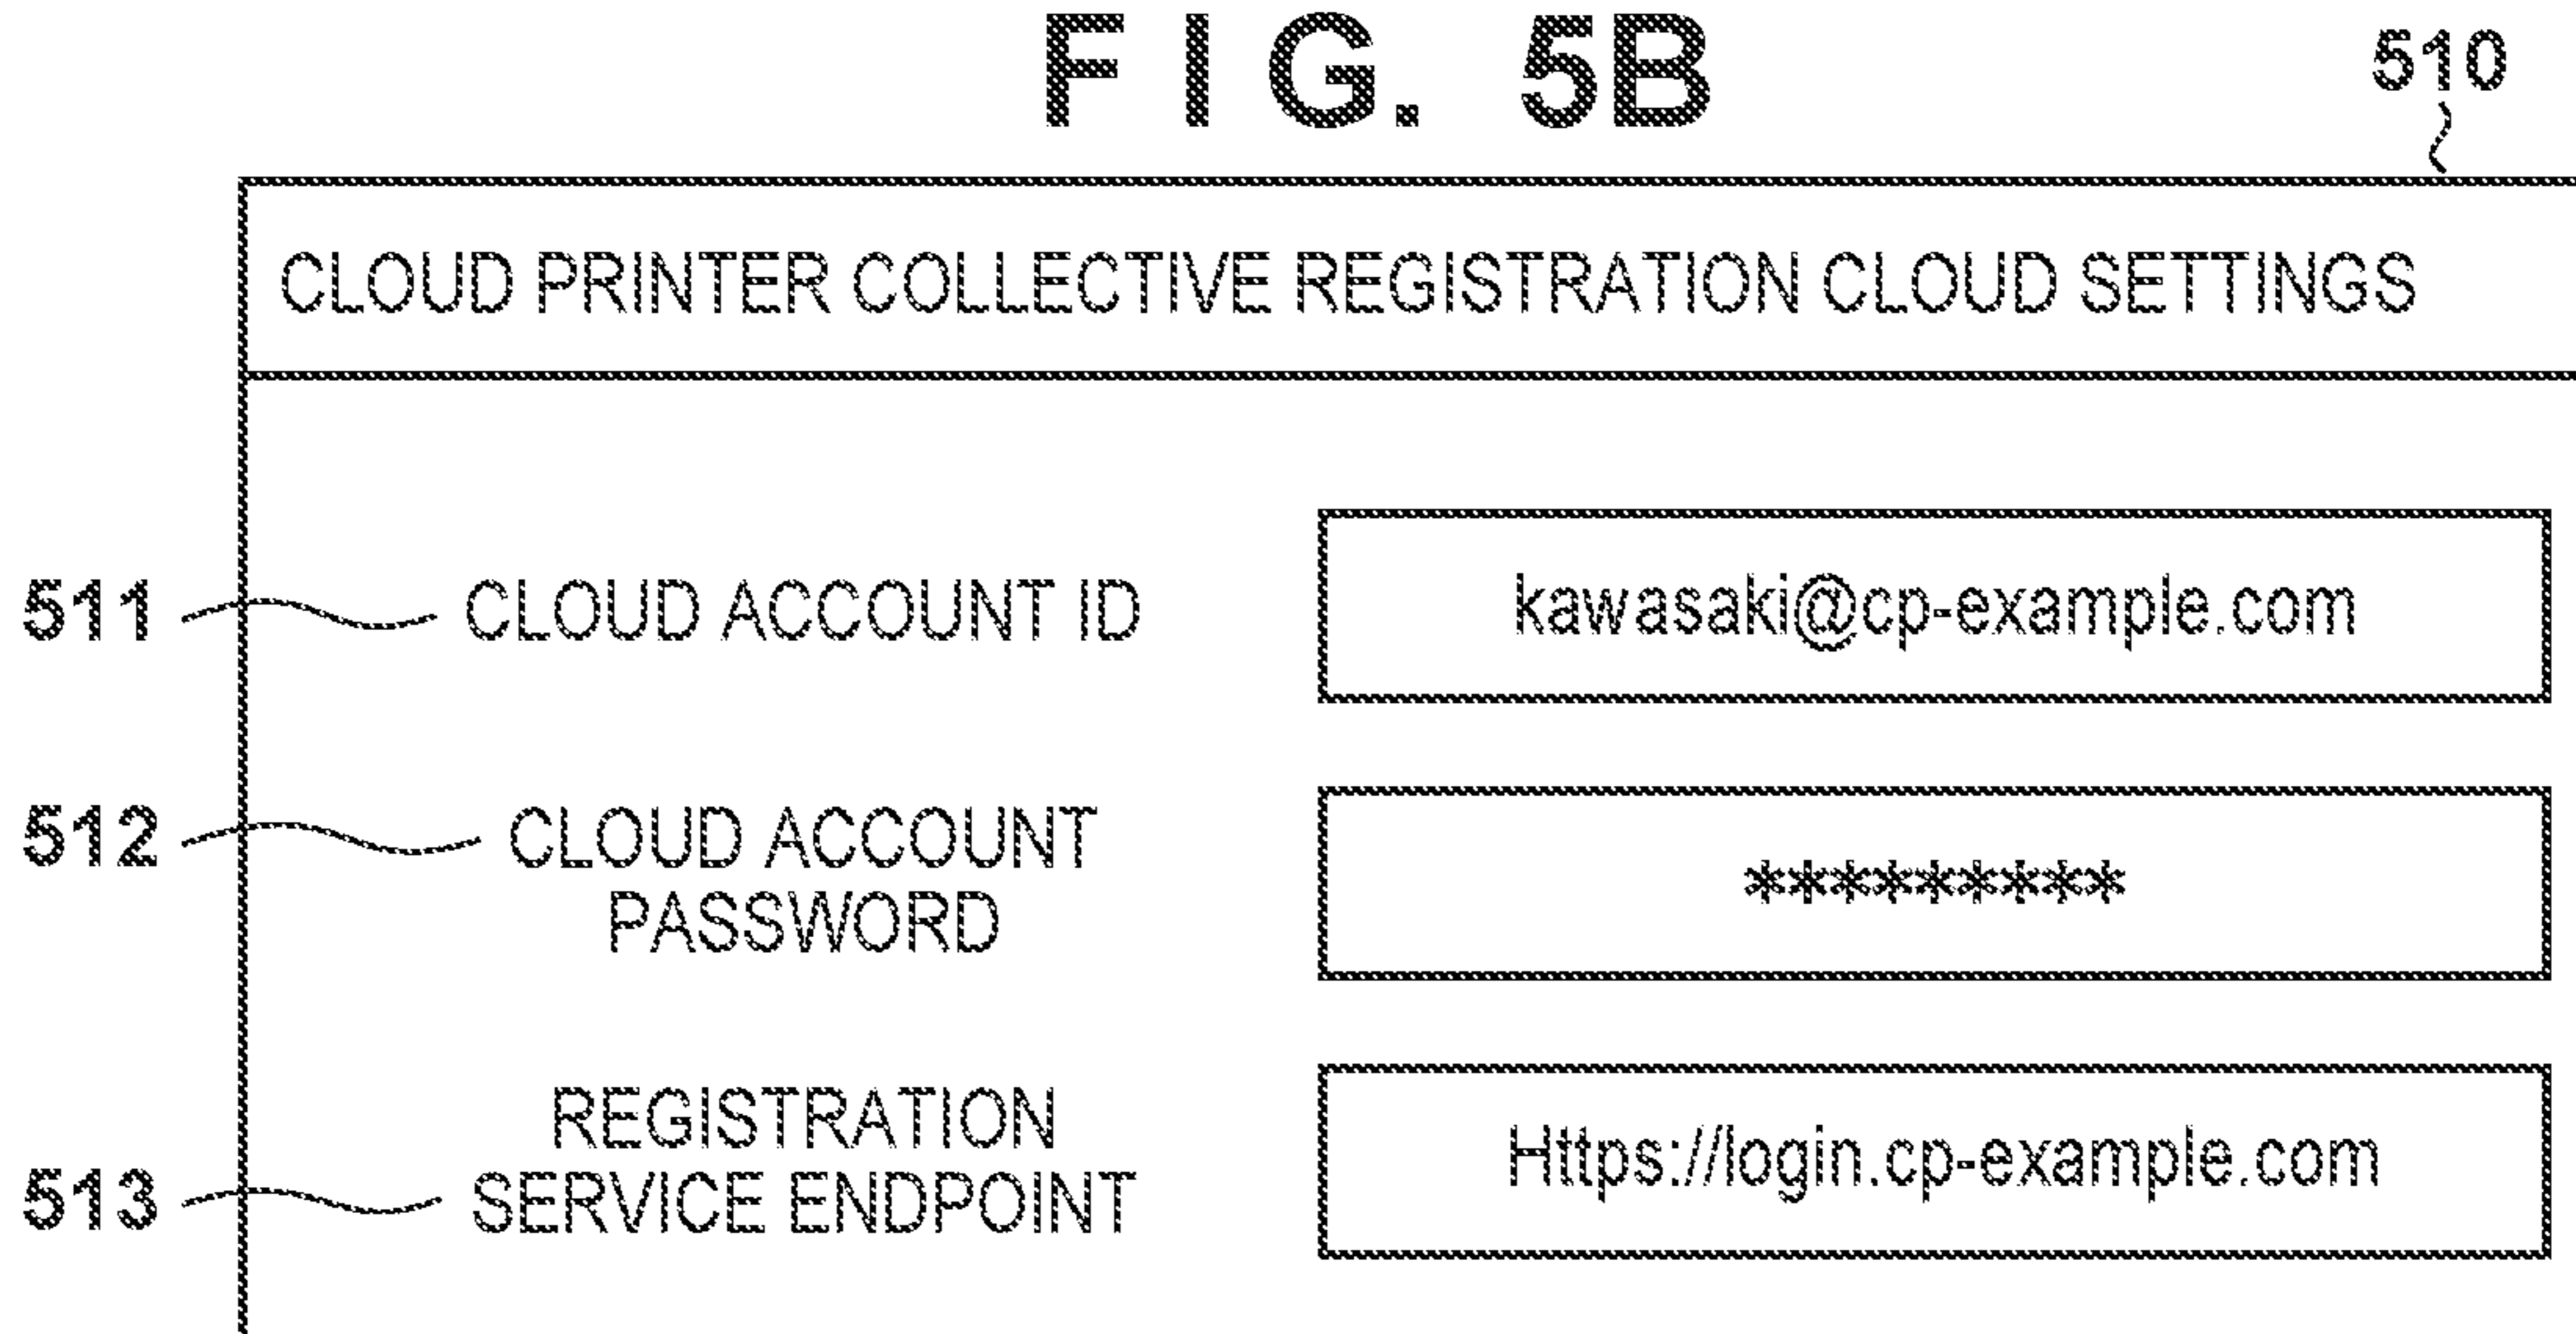 FIG. 5B
510
CLOUD PRINTER COLLECTIVE REGISTRATION CLOUD SETTINGS
511 CLOUD ACCOUNT ID kawasaki@cp-example.com
512 CLOUD ACCOUNT
PASSWORD
*********
REGISTRATION
513 SERVICE ENDPOINT
Https://login.cp-example.com